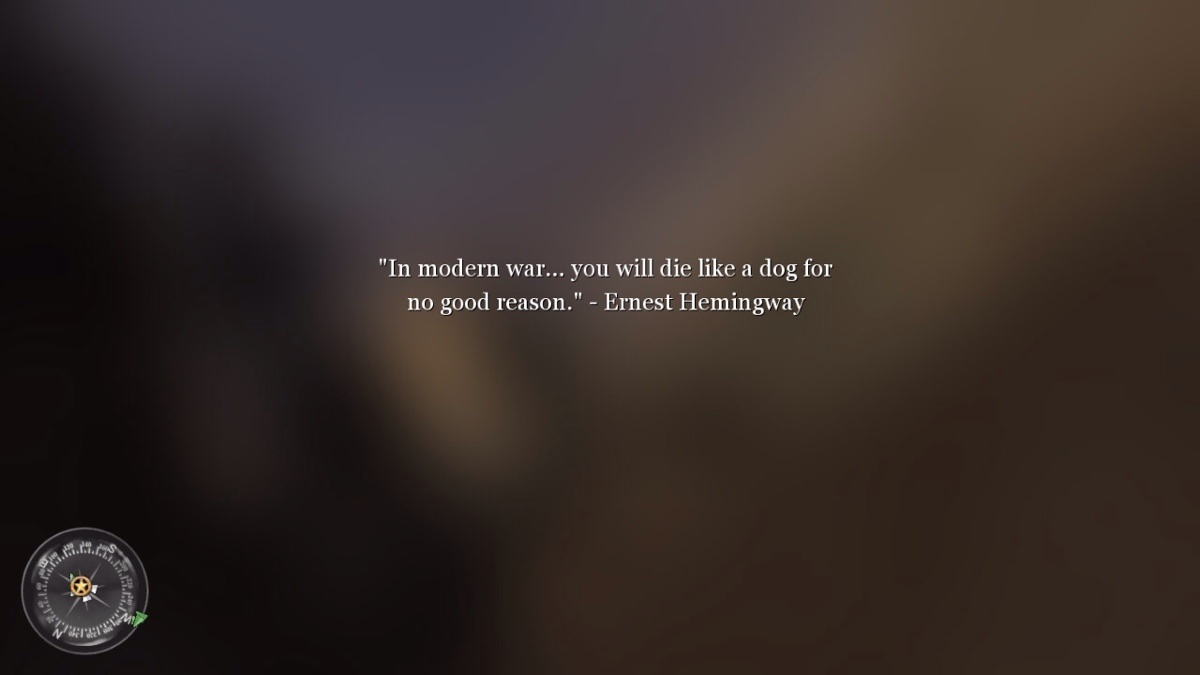 "In modern war... you will die like a dog for
no good reason." - Ernest Hemingway
S
W
N